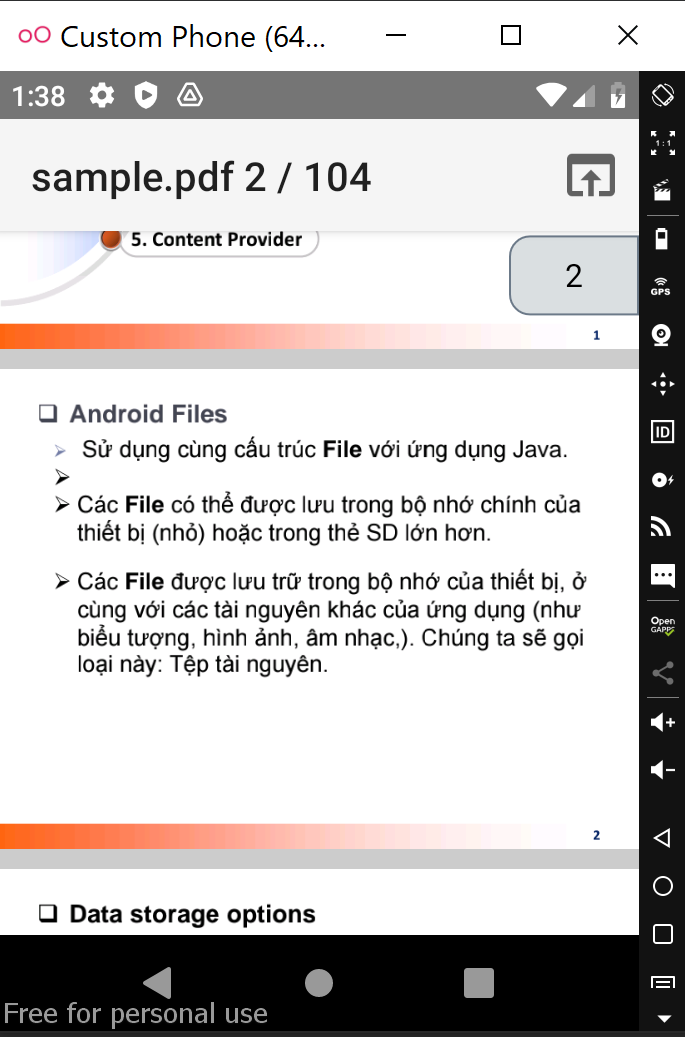 Custom Phone (64...
1:38
sample.pdf 2 / 104
5. Content Provider
2
1
Android Files
Sử dụng cùng cấu trúc File với ứng dụng Java.
Các File có thể được lưu trong bộ nhớ chính của
thiết bị (nhỏ) hoặc trong thẻ SD lớn hơn.
Các File được lưu trữ trong bộ nhớ của thiết bị, ở
cùng với các tài nguyên khác của ứng dụng (như
biểu tượng, hình ảnh, âm nhạc,). Chúng ta sẽ gọi
loại này: Tệp tài nguyên.
2
Data storage options
Free for personal use
1:1
GPS
ID
Open
GAPPS